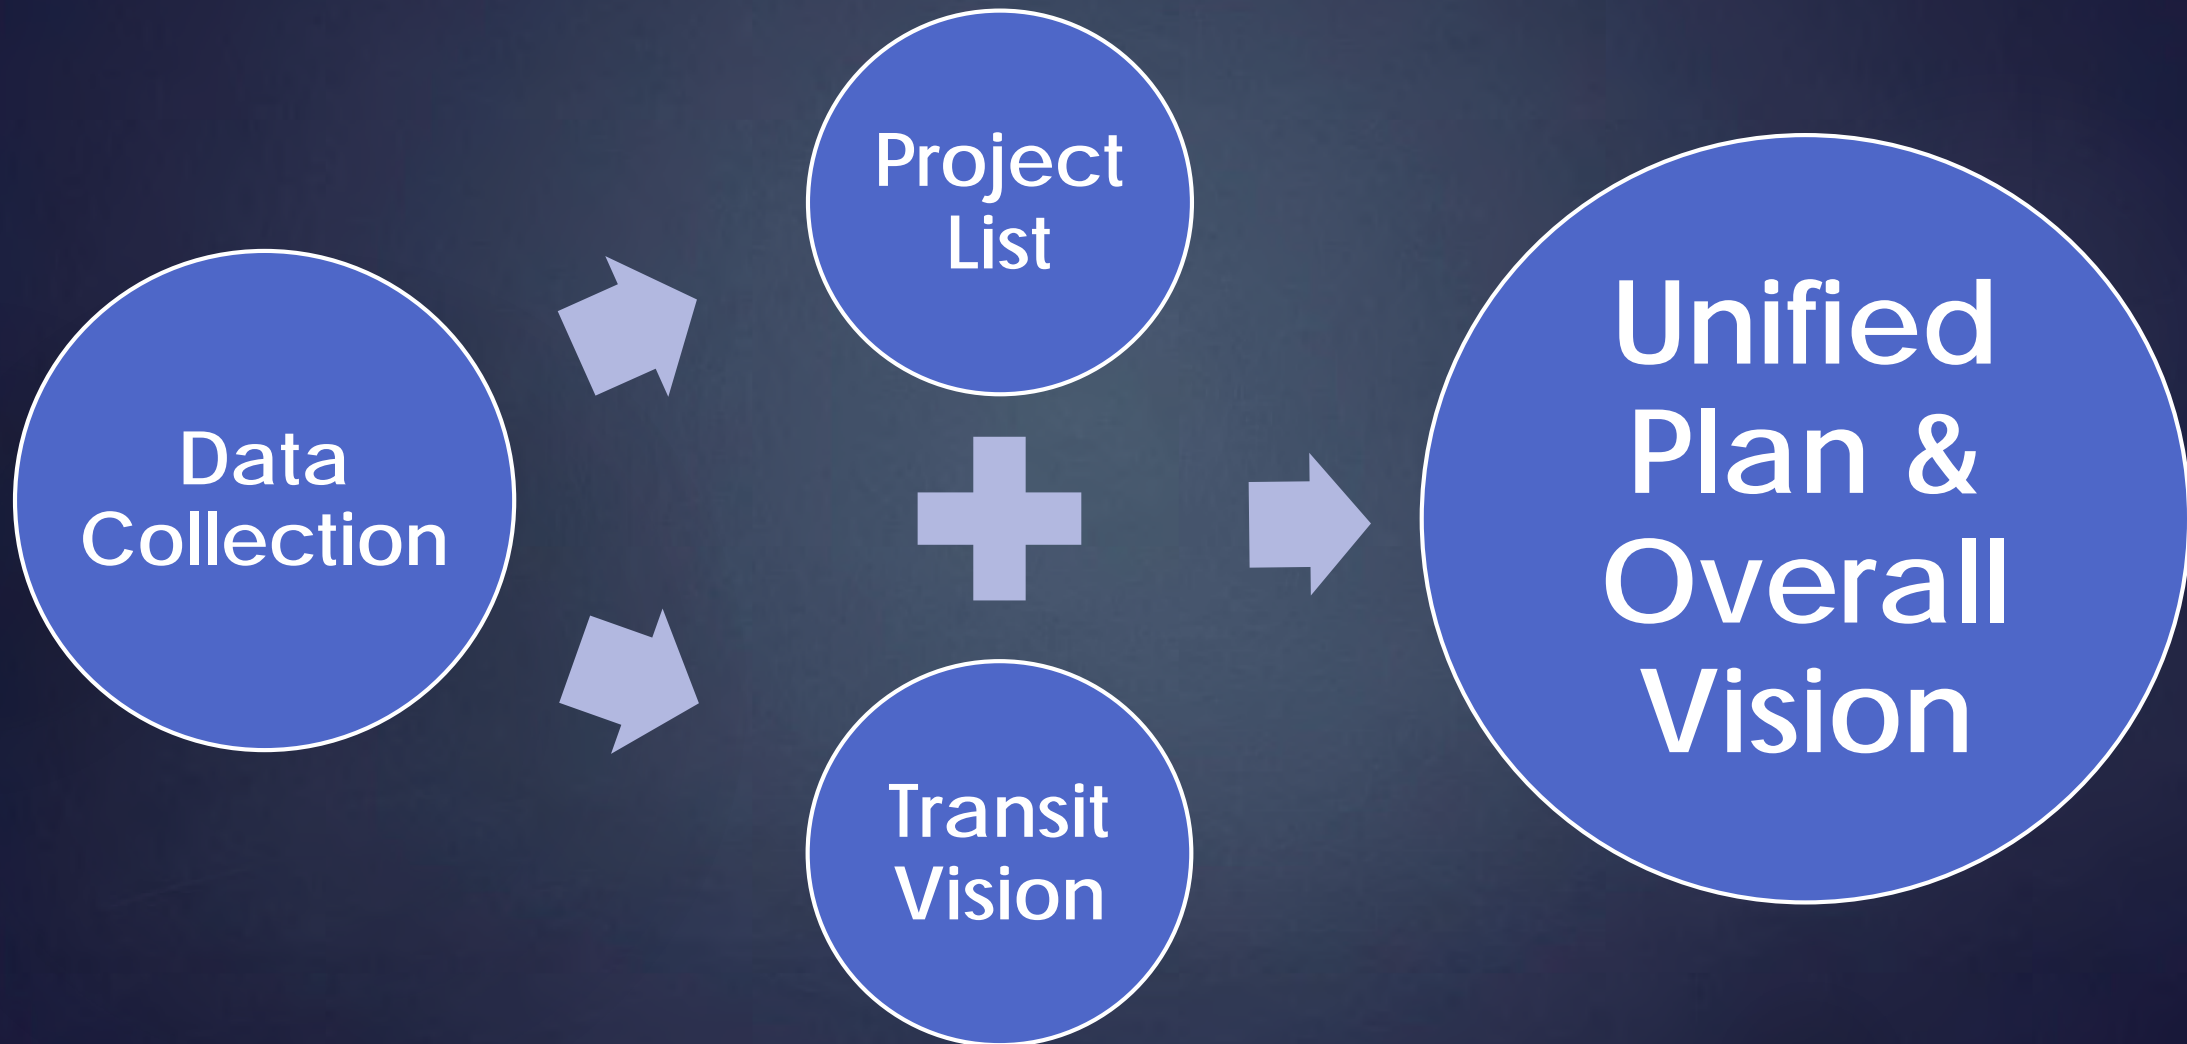 Data
Collection
Project
List
Transit
Vision
Unified
Plan &
Overall
Vision